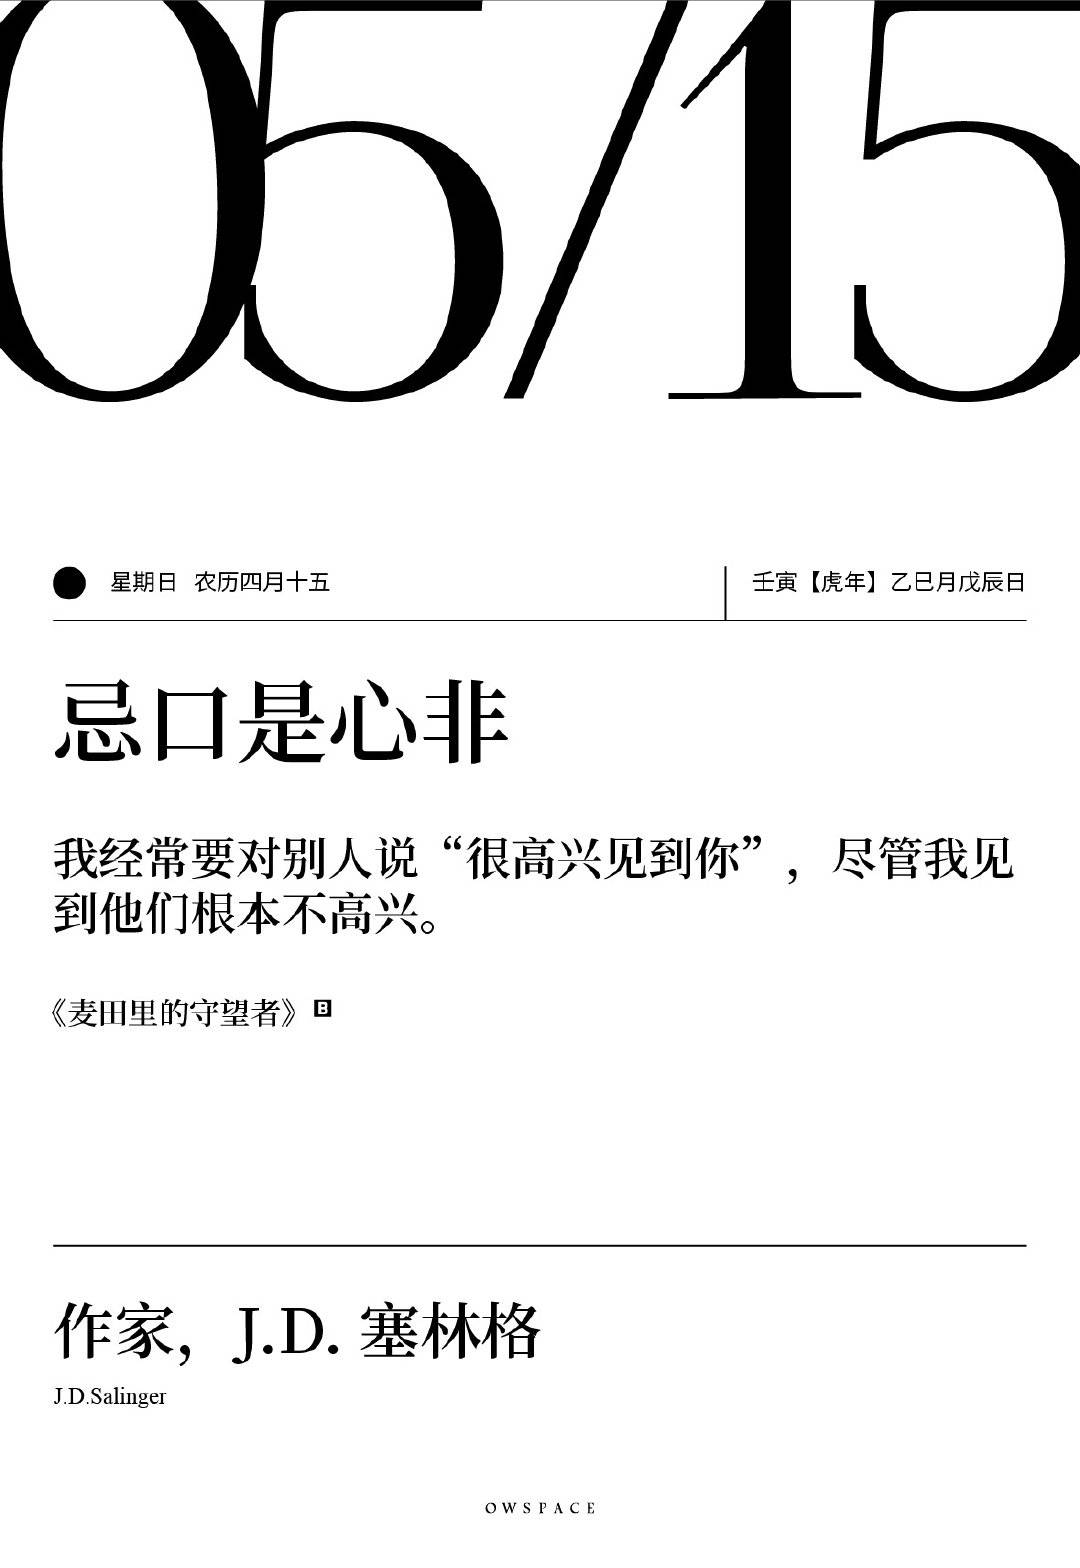 05/15
星期日 农历四月十五
壬寅【虎年】乙巳月戊辰日
忌口是心非
我经常要对别人说“很高兴见到你”，尽管我见
到他们根本不高兴。
《麦田里的守望者》B
作家，J.D. 塞林格
J.D.Salinger
OWSPACE